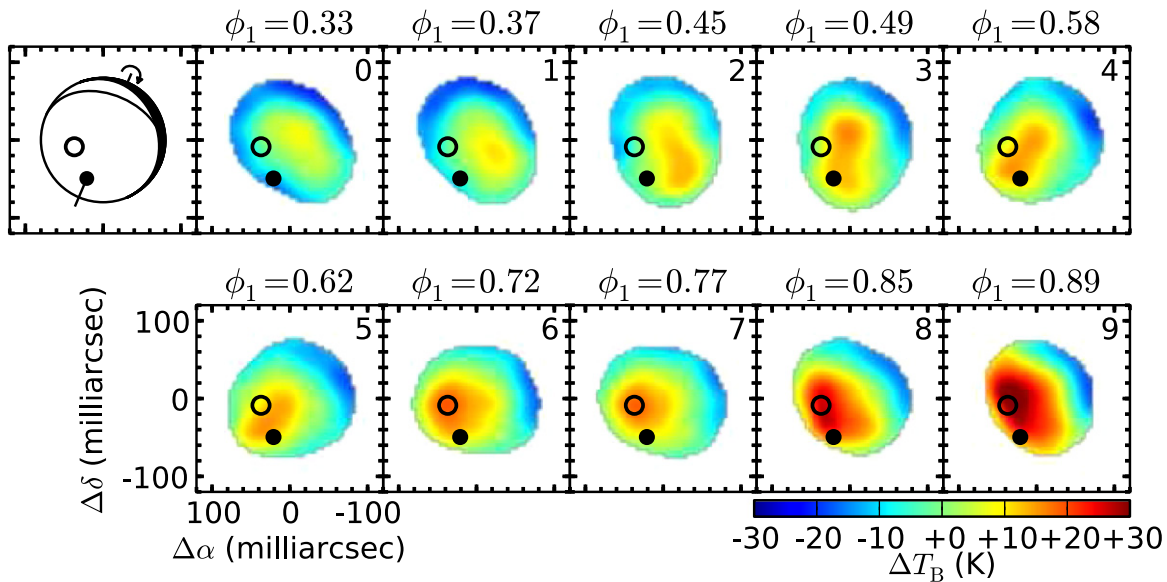 ϕ₁=0.33 ϕ₁=0.37 ϕ₁=0.45 ϕ₁=0.49 ϕ₁=0.58
0 1 2 3 4
ϕ₁=0.62 ϕ₁=0.72 ϕ₁=0.77 ϕ₁=0.85 ϕ₁=0.89
5 6 7 8 9
100
0
-100
Δδ (milliarcsec)
100 0 -100
Δα (milliarcsec)
-30 -20 -10 +0 +10 +20 +30
ΔT_B (K)